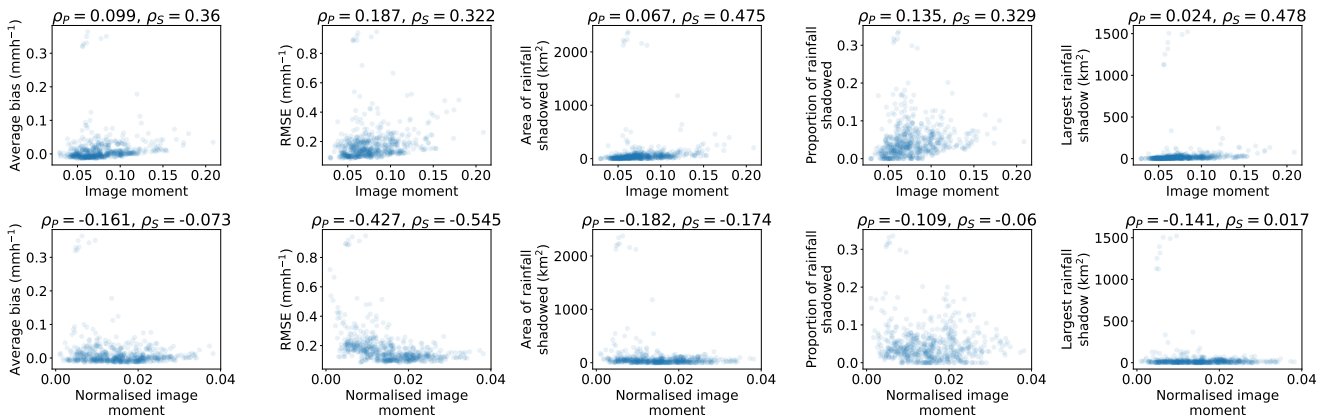 ρP = 0.099, ρS = 0.36
Average bias (mmh−1)
0.3
0.2
0.1
0.0
0.05 0.10 0.15 0.20
Image moment
ρP = 0.187, ρS = 0.322
RMSE (mmh−1)
0.8
0.6
0.4
0.2
0.05 0.10 0.15 0.20
Image moment
ρP = 0.067, ρS = 0.475
Area of rainfall
shadowed (km2)
2000
1000
0
0.05 0.10 0.15 0.20
Image moment
ρP = 0.135, ρS = 0.329
Proportion of rainfall
shadowed
0.3
0.2
0.1
0.0
0.05 0.10 0.15 0.20
Image moment
ρP = 0.024, ρS = 0.478
Largest rainfall
shadow (km2)
1500
1000
500
0
0.05 0.10 0.15 0.20
Image moment
ρP = -0.161, ρS = -0.073
Average bias (mmh−1)
0.3
0.2
0.1
0.0
0.00 0.02 0.04
Normalised image
moment
ρP = -0.427, ρS = -0.545
RMSE (mmh−1)
0.8
0.6
0.4
0.2
0.00 0.02 0.04
Normalised image
moment
ρP = -0.182, ρS = -0.174
Area of rainfall
shadowed (km2)
2000
1000
0
0.00 0.02 0.04
Normalised image
moment
ρP = -0.109, ρS = -0.06
Proportion of rainfall
shadowed
0.3
0.2
0.1
0.0
0.00 0.02 0.04
Normalised image
moment
ρP = -0.141, ρS = 0.017
Largest rainfall
shadow (km2)
1500
1000
500
0
0.00 0.02 0.04
Normalised image
moment